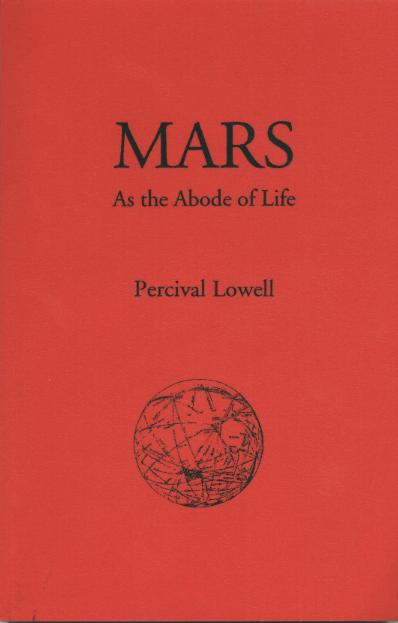 MARS
As the Abode of Life
Percival Lowell